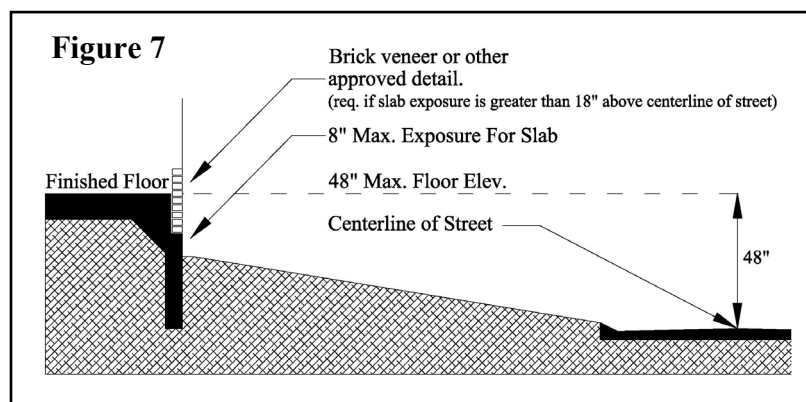 Figure 7
Brick veneer or other
approved detail.
(req. if slab exposure is greater than 18" above centerline of street)
8" Max. Exposure For Slab
Finished Floor
48" Max. Floor Elev.
Centerline of Street
48"